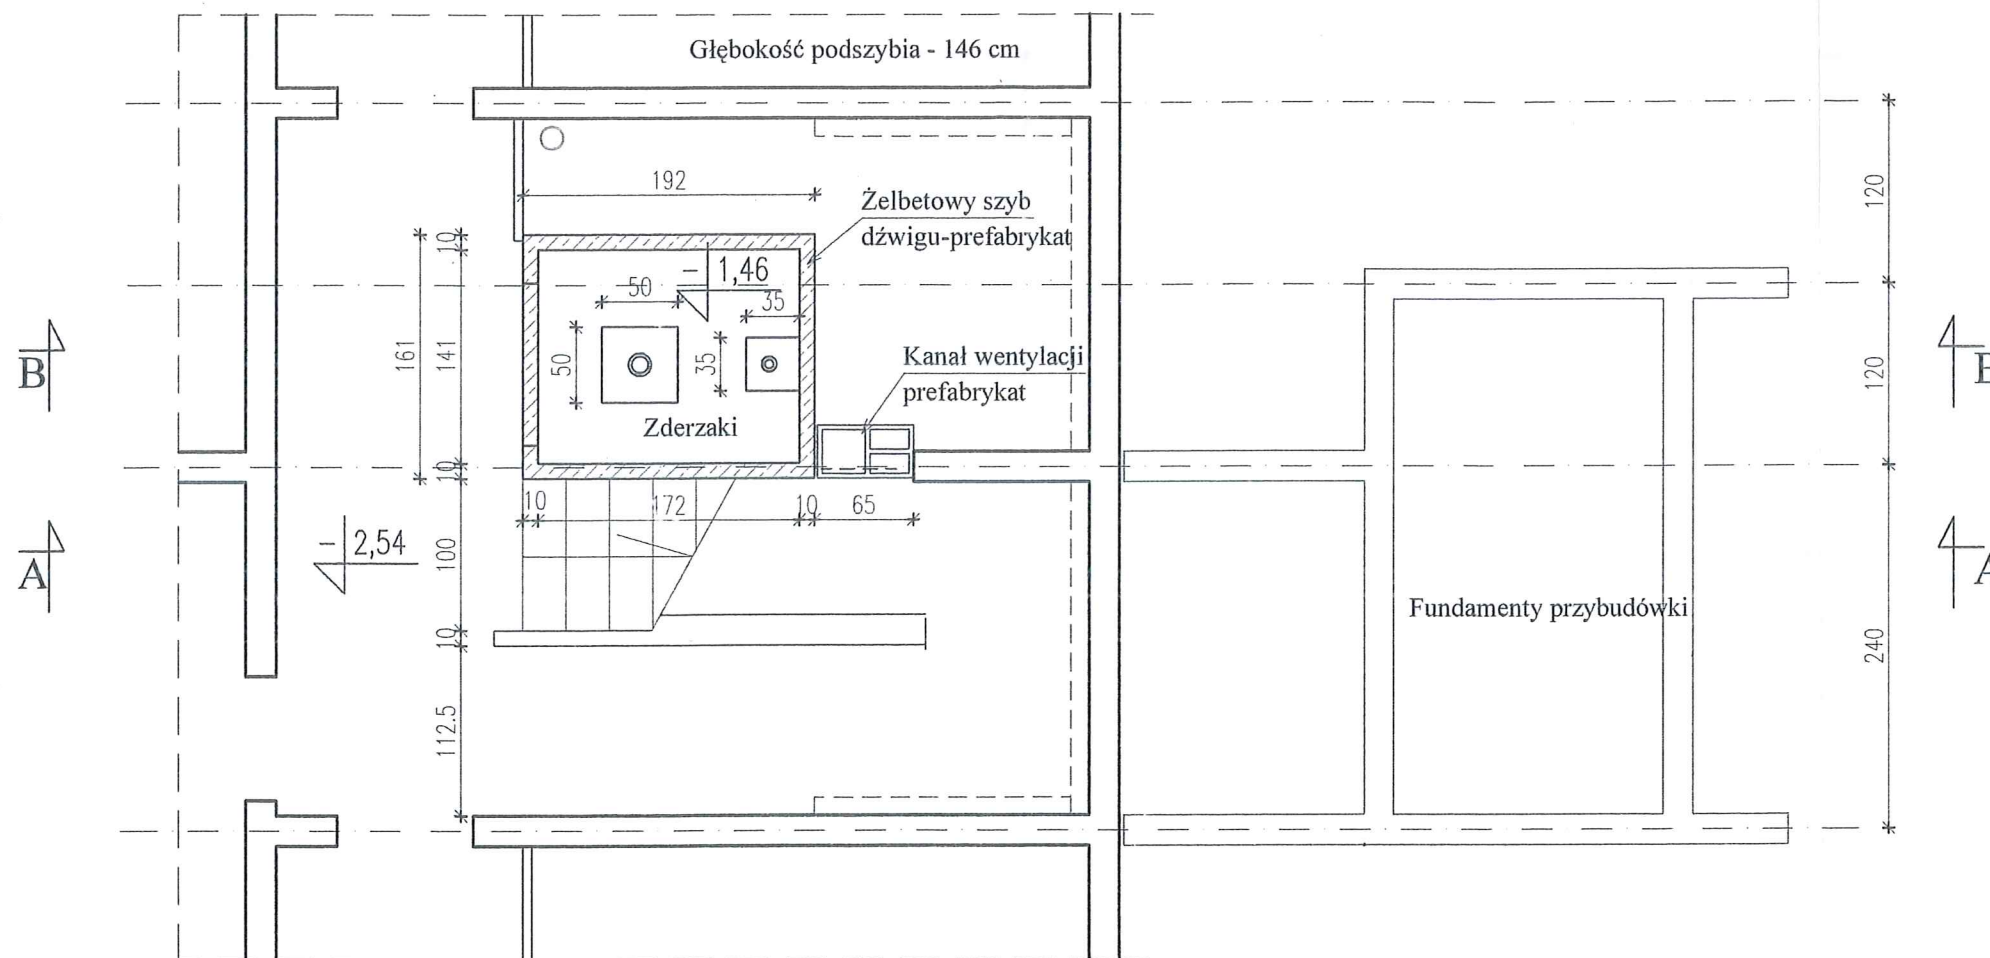 Głębokość podszybia - 146 cm
192
120
Żelbetowy szyb
dźwigu-prefabrykat
10
- 1,46
50
35
161
141
50
35
B
Kanał wentylacji
prefabrykat
120
Zderzaki
10
10
172
10
65
- 2,54
100
A
Fundamenty przybudówki
A
10
240
112.5